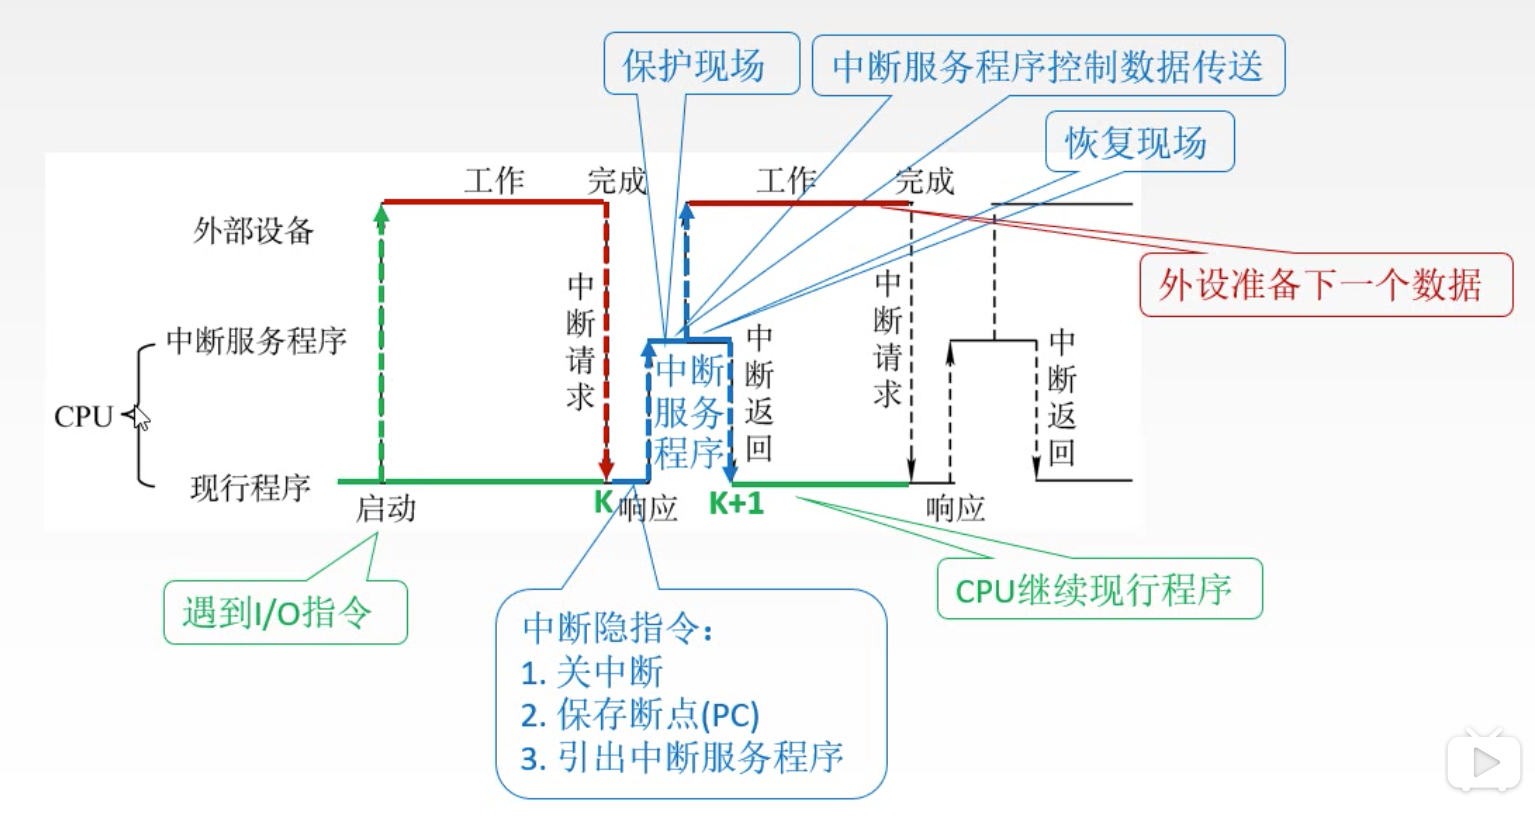 保护现场
中断服务程序控制数据传送
恢复现场
工作
完成
工作
完成
外部设备
外设准备下一个数据
中断请求
中断请求
中断服务程序
中断返回
中断返回
中断
服务
程序
CPU
现行程序
启动
K
响应
K+1
响应
遇到I/O指令
CPU继续现行程序
中断隐指令：
1. 关中断
2. 保存断点(PC)
3. 引出中断服务程序